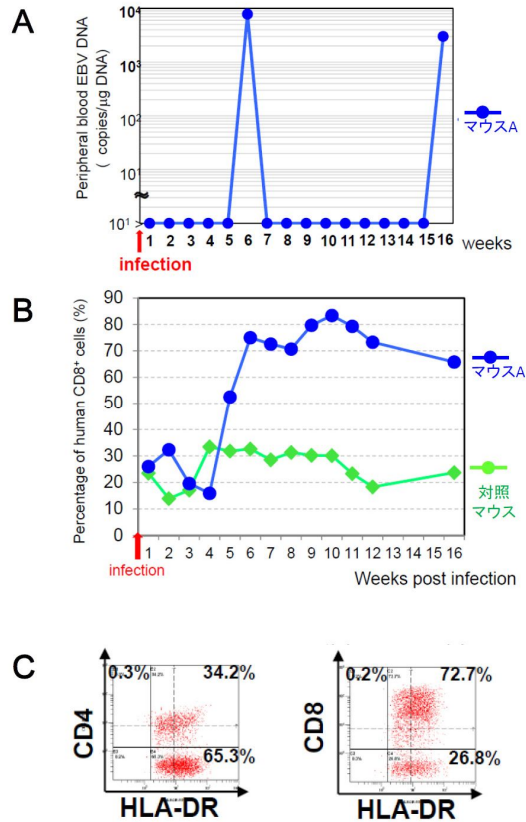 A
Peripheral blood EBV DNA
( copies/μg DNA)
10⁴
10³
10²
10¹
10¹
1 2 3 4 5 6 7 8 9 10 11 12 13 14 15 16 weeks
infection
マウスA
B
Percentage of human CD8⁺ cells (%)
90
80
70
60
50
40
30
20
10
0
1 2 3 4 5 6 7 8 9 10 11 12 13 14 15 16
infection
Weeks post infection
マウスA
対照
マウス
C
0.3% 34.2%
65.3%
CD4
HLA-DR
0.2% 72.7%
26.8%
CD8
HLA-DR